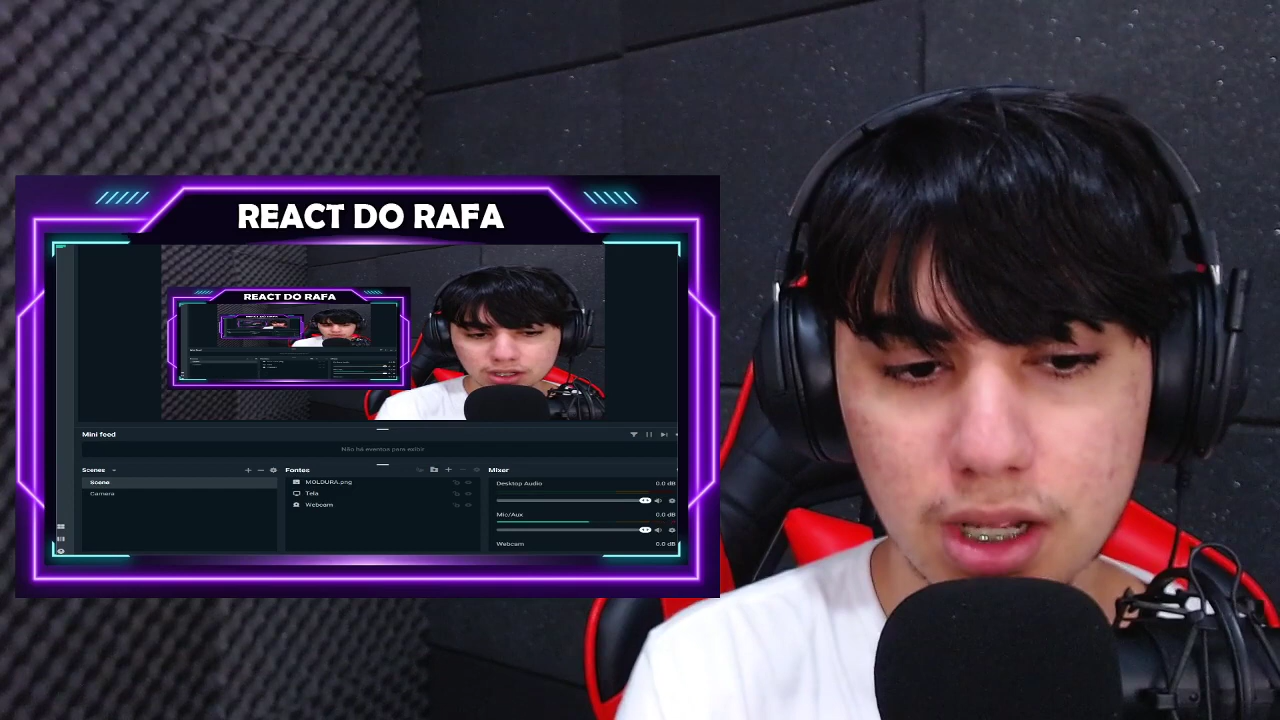 REACT DO RAFA
REACT DO RAFA
Mini feed
Não há eventos para exibir
Scenes
Fontes
Mixer
Scene
Camera
MOLDURA.png
Tela
Webcam
Desktop Audio 0.0 dB
Mic/Aux 0.0 dB
Webcam 0.0 dB